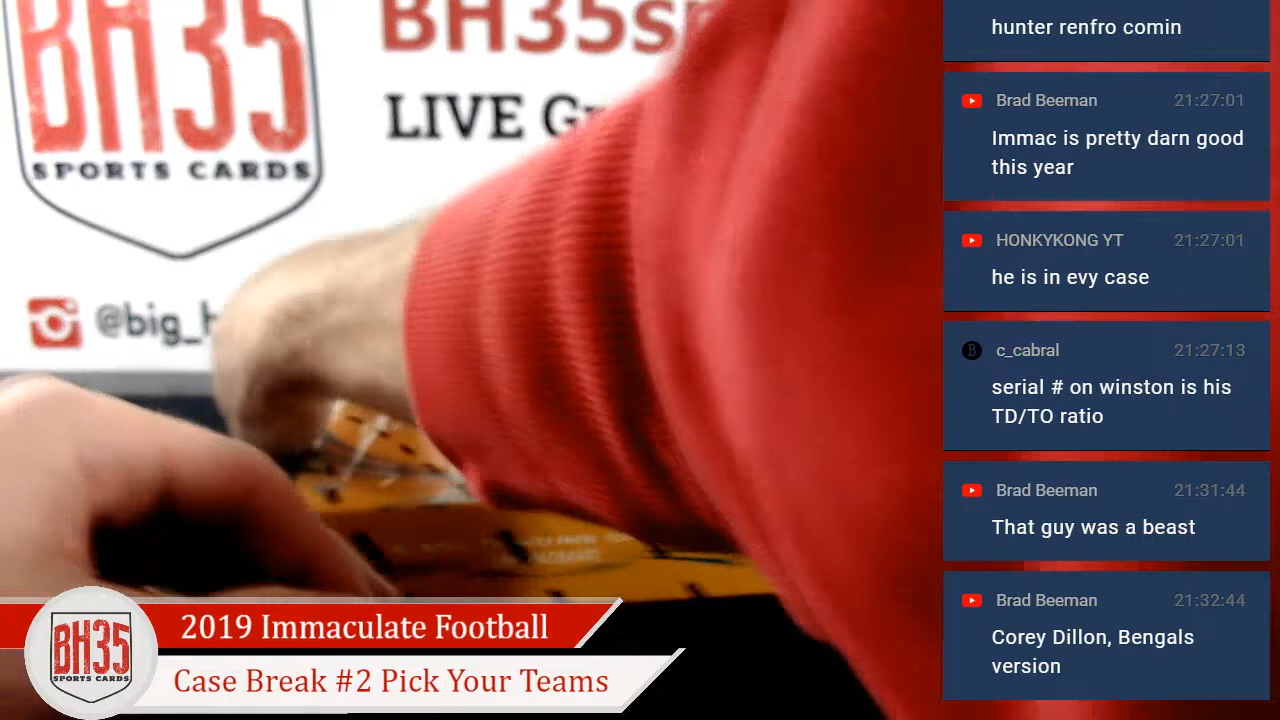 BH35
SPORTS CARDS
BH35
LIVE
@big_
hunter renfro comin
Brad Beeman 21:27:01
Immac is pretty darn good
this year
HONKYKONG YT 21:27:01
he is in evy case
c_cabral 21:27:13
serial # on winston is his
TD/TO ratio
Brad Beeman 21:31:44
That guy was a beast
Brad Beeman 21:32:44
Corey Dillon, Bengals
version
BH35
SPORTS CARDS
2019 Immaculate Football
Case Break #2 Pick Your Teams